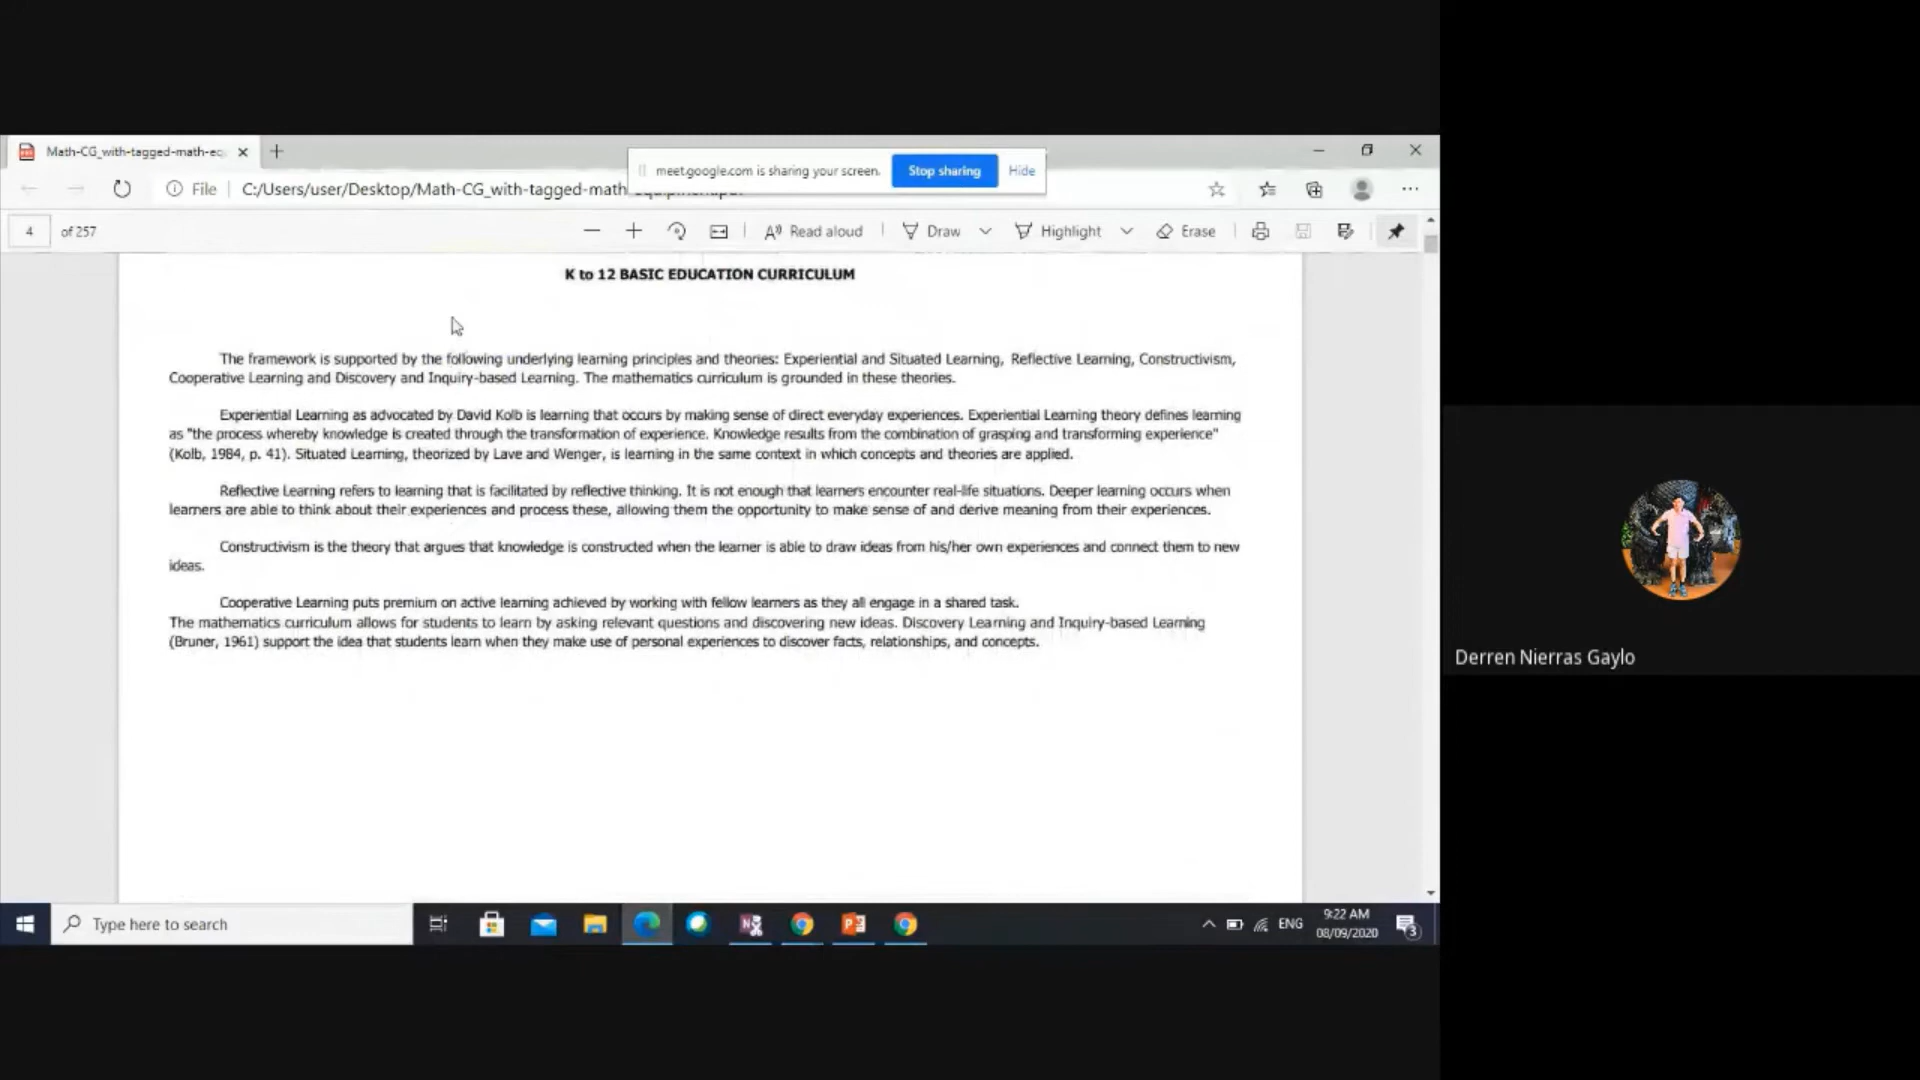 Math-CG_with-tagged-math-eq
meet.google.com is sharing your screen. Stop sharing Hide
File C:/Users/user/Desktop/Math-CG_with-tagged-math
4 of 257 Read aloud Draw Highlight Erase
K to 12 BASIC EDUCATION CURRICULUM
The framework is supported by the following underlying learning principles and theories: Experiential and Situated Learning, Reflective Learning, Constructivism,
Cooperative Learning and Discovery and Inquiry-based Learning. The mathematics curriculum is grounded in these theories.
Experiential Learning as advocated by David Kolb is learning that occurs by making sense of direct everyday experiences. Experiential Learning theory defines learning
as "the process whereby knowledge is created through the transformation of experience. Knowledge results from the combination of grasping and transforming experience"
(Kolb, 1984, p. 41). Situated Learning, theorized by Lave and Wenger, is learning in the same context in which concepts and theories are applied.
Reflective Learning refers to learning that is facilitated by reflective thinking. It is not enough that learners encounter real-life situations. Deeper learning occurs when
learners are able to think about their experiences and process these, allowing them the opportunity to make sense of and derive meaning from their experiences.
Constructivism is the theory that argues that knowledge is constructed when the learner is able to draw ideas from his/her own experiences and connect them to new
ideas.
Cooperative Learning puts premium on active learning achieved by working with fellow learners as they all engage in a shared task.
The mathematics curriculum allows for students to learn by asking relevant questions and discovering new ideas. Discovery Learning and Inquiry-based Learning
(Bruner, 1961) support the idea that students learn when they make use of personal experiences to discover facts, relationships, and concepts.
Derren Nierras Gaylo
Type here to search
ENG
9:22 AM
08/09/2020
3